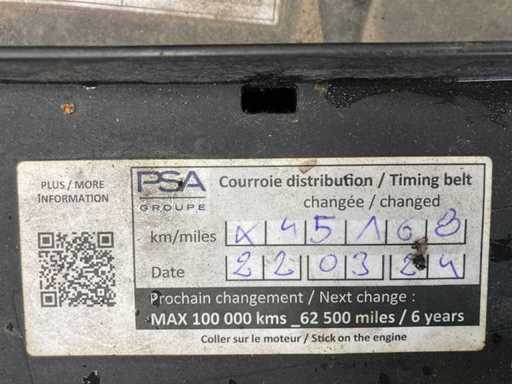 PLUS / MORE
INFORMATION
PSA
GROUPE
Courroie distribution / Timing belt
changée / changed
km/miles X 4 5 1 6 8
Date 2 2 0 3 2 4
Prochain changement / Next change :
MAX 100 000 kms _62 500 miles / 6 years
Coller sur le moteur / Stick on the engine